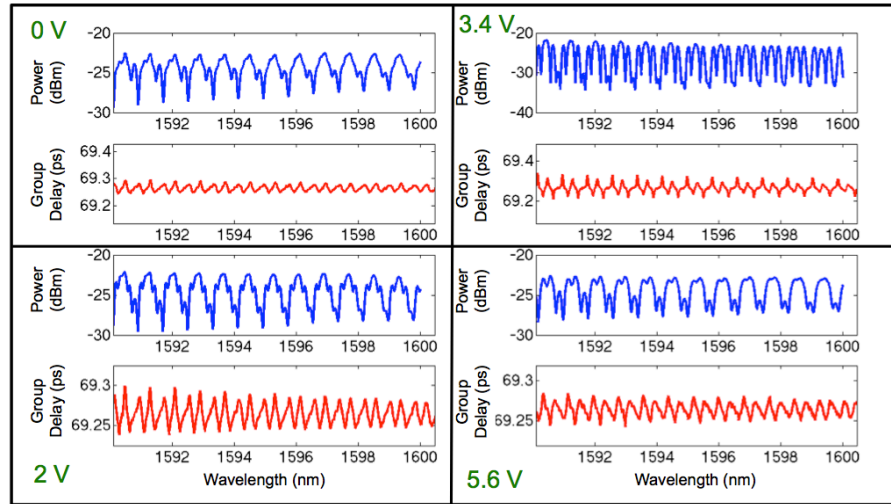 0 V
-20
-25
-30
Power
(dBm)
1592 1594 1596 1598 1600
69.4
69.3
69.2
Group
Delay (ps)
1592 1594 1596 1598 1600
3.4 V
-20
-30
-40
Power
(dBm)
1592 1594 1596 1598 1600
69.4
69.2
Group
Delay (ps)
1592 1594 1596 1598 1600
-20
-25
-30
Power
(dBm)
1592 1594 1596 1598 1600
69.3
69.25
Group
Delay (ps)
1592 1594 1596 1598 1600
2 V
Wavelength (nm)
-20
-25
-30
Power
(dBm)
1592 1594 1596 1598 1600
69.3
69.25
Group
Delay (ps)
1592 1594 1596 1598 1600
5.6 V
Wavelength (nm)